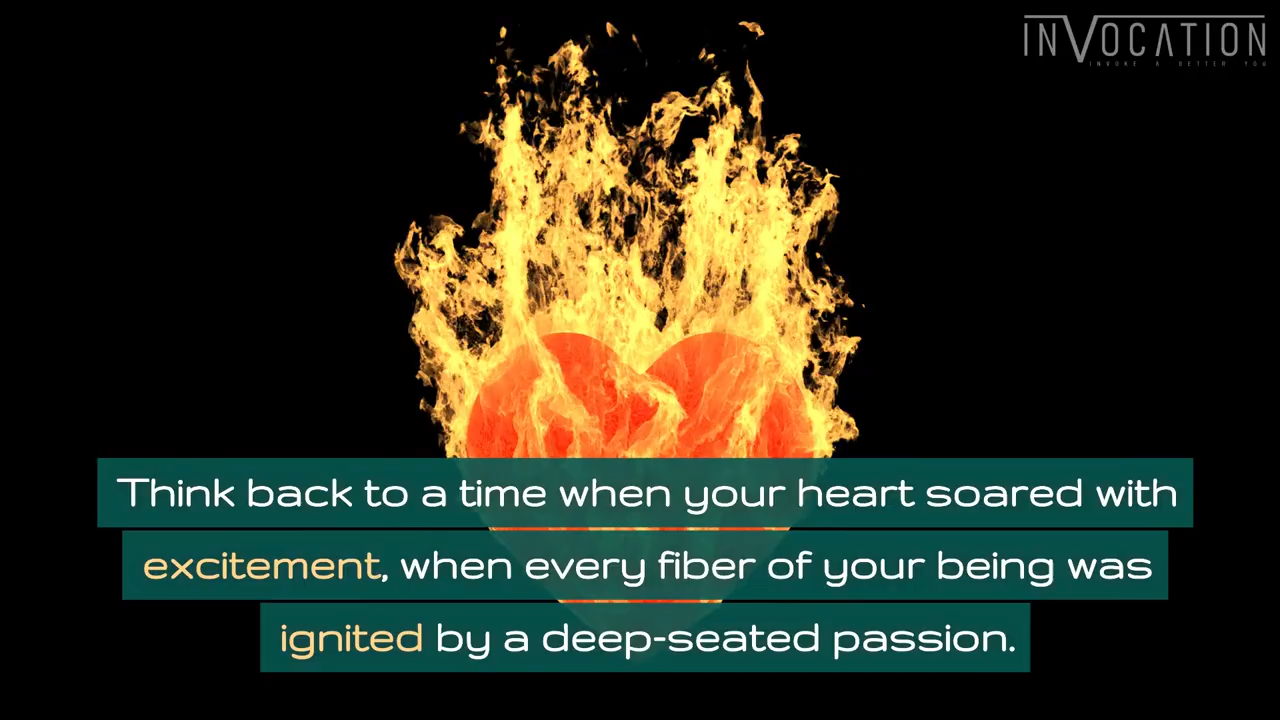 INVOCATION
INVOKE A BETTER YOU
Think back to a time when your heart soared with
excitement, when every fiber of your being was
ignited by a deep-seated passion.